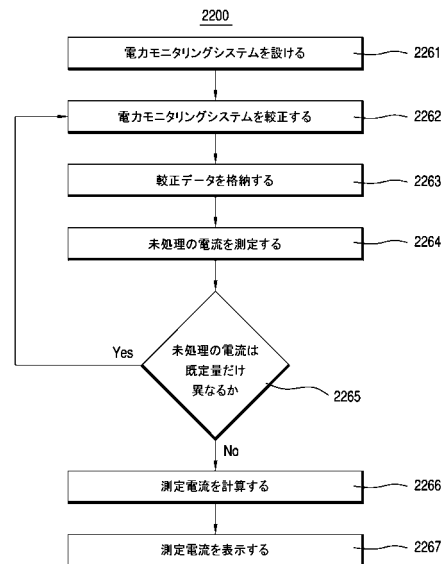 2200
電力モニタリングシステムを設ける
2261
電力モニタリングシステムを較正する
2262
較正データを格納する
2263
未処理の電流を測定する
2264
Yes
未処理の電流は
既定量だけ
異なるか
2265
No
測定電流を計算する
2266
測定電流を表示する
2267